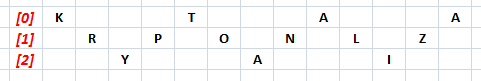 [0] K T A A
[1] R P O N L Z
[2] Y A I